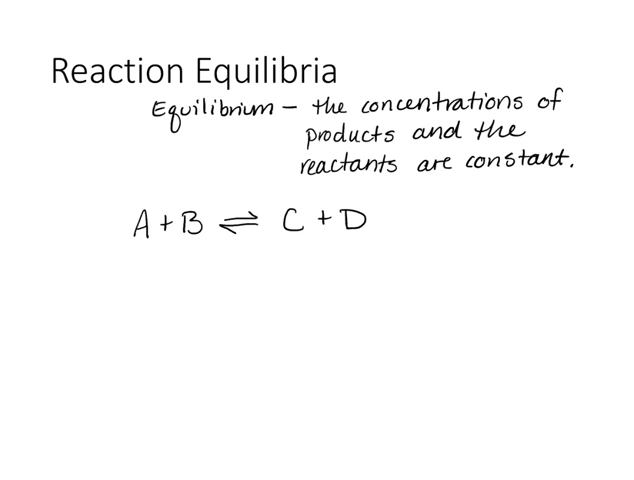 Reaction Equilibria
Equilibrium – the concentrations of
products and the
reactants are constant.
A + B ⇌ C + D